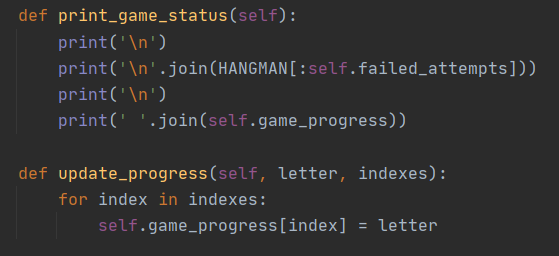 def print_game_status(self):
    print('\n')
    print('\n'.join(HANGMAN[:self.failed_attempts]))
    print('\n')
    print(' '.join(self.game_progress))

def update_progress(self, letter, indexes):
    for index in indexes:
        self.game_progress[index] = letter